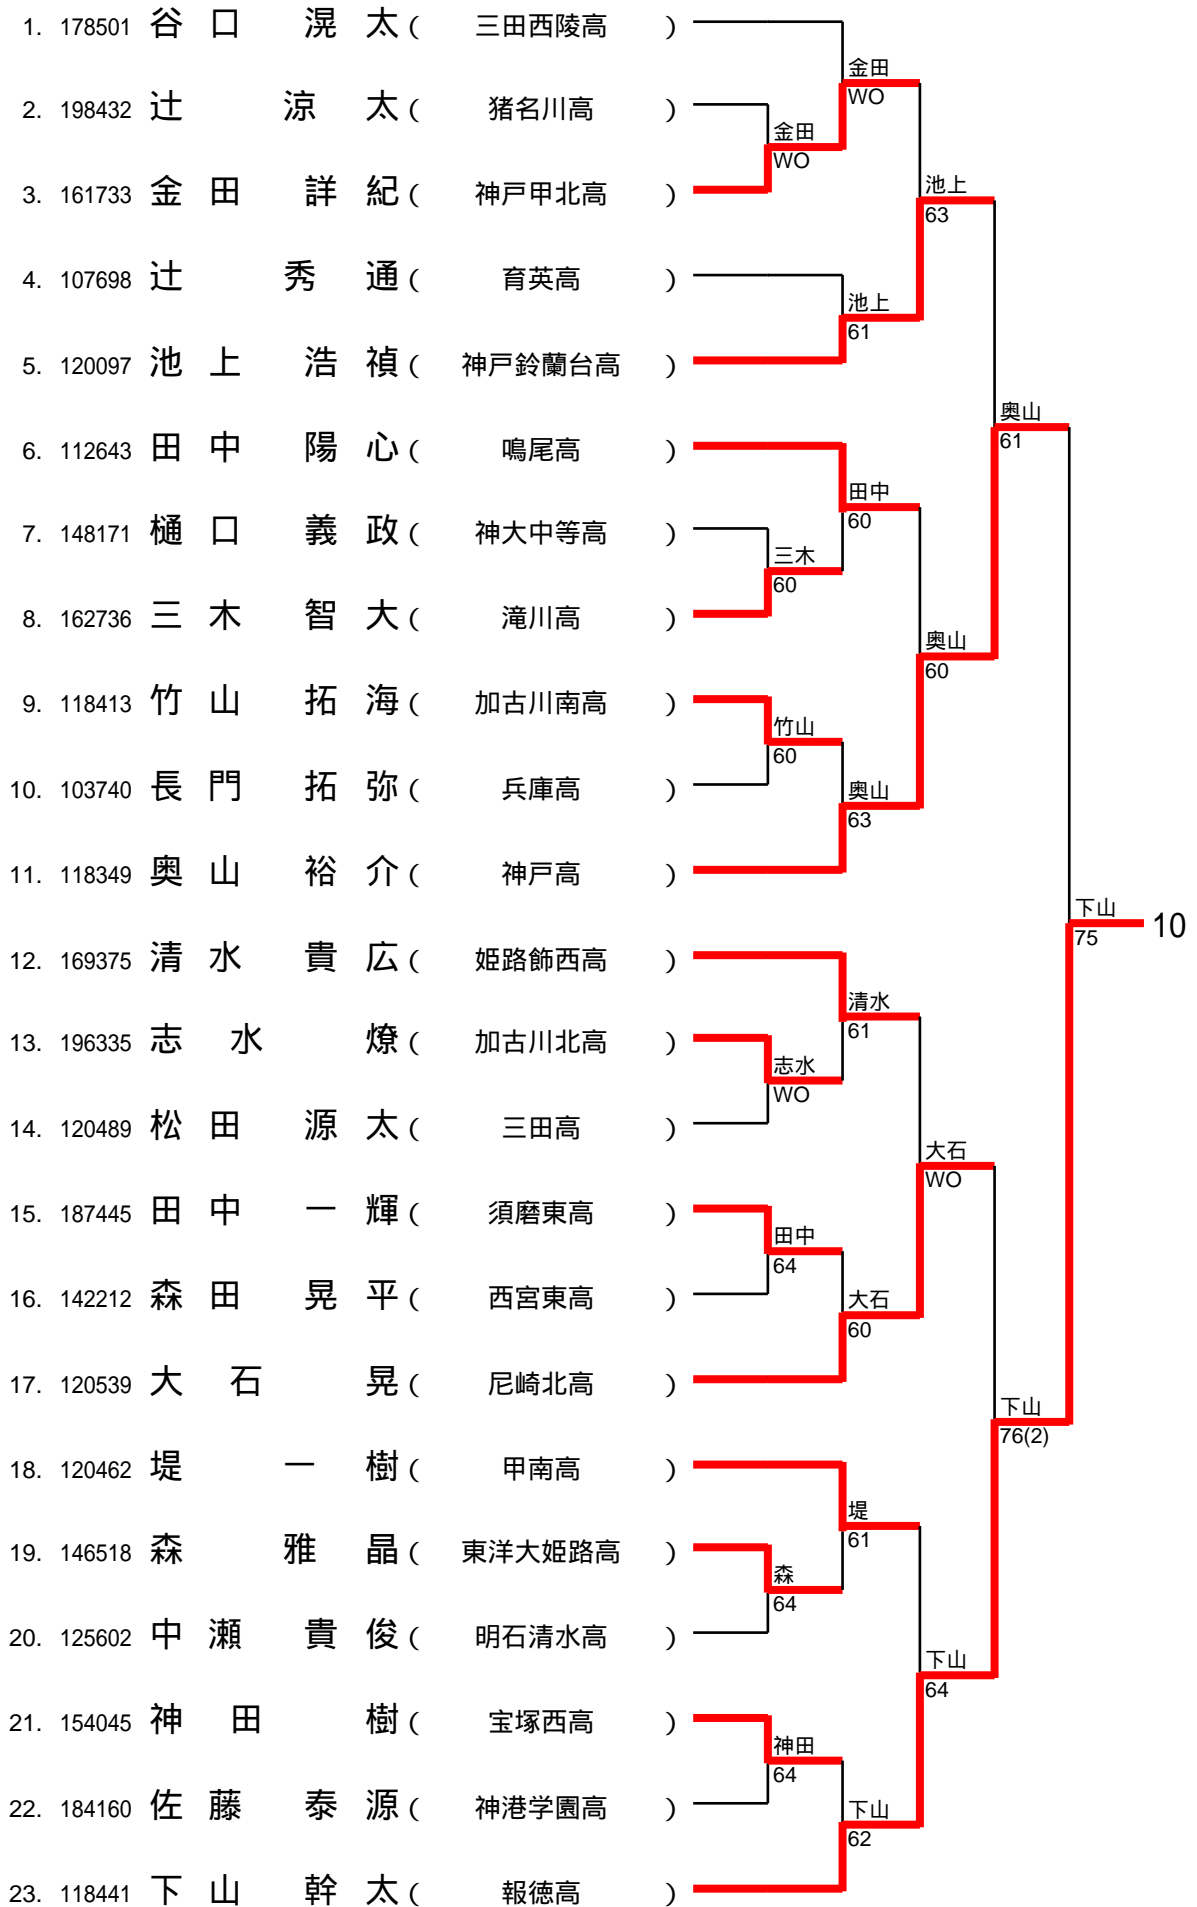 1. 178501 谷口 滉太 ( 三田西陵高 )
金田
WO
2. 198432 辻 涼太 ( 猪名川高 )
金田
WO
3. 161733 金田 詳紀 ( 神戸甲北高 )
池上
63
4. 107698 辻 秀通 ( 育英高 )
池上
61
5. 120097 池上 浩禎 ( 神戸鈴蘭台高 )
奥山
61
6. 112643 田中 陽心 ( 鳴尾高 )
田中
60
7. 148171 樋口 義政 ( 神大中等高 )
三木
60
8. 162736 三木 智大 ( 滝川高 )
奥山
60
9. 118413 竹山 拓海 ( 加古川南高 )
竹山
60
10. 103740 長門 拓弥 ( 兵庫高 )
奥山
63
11. 118349 奥山 裕介 ( 神戸高 )
下山
75
10
12. 169375 清水 貴広 ( 姫路飾西高 )
清水
61
13. 196335 志水 燎 ( 加古川北高 )
志水
WO
14. 120489 松田 源太 ( 三田高 )
大石
WO
15. 187445 田中 一輝 ( 須磨東高 )
田中
64
16. 142212 森田 晃平 ( 西宮東高 )
大石
60
17. 120539 大石 晃 ( 尼崎北高 )
下山
76(2)
18. 120462 堤 一樹 ( 甲南高 )
堤
61
19. 146518 森 雅晶 ( 東洋大姫路高 )
森
64
20. 125602 中瀬 貴俊 ( 明石清水高 )
下山
64
21. 154045 神田 樹 ( 宝塚西高 )
神田
64
22. 184160 佐藤 泰源 ( 神港学園高 )
下山
62
23. 118441 下山 幹太 ( 報徳高 )